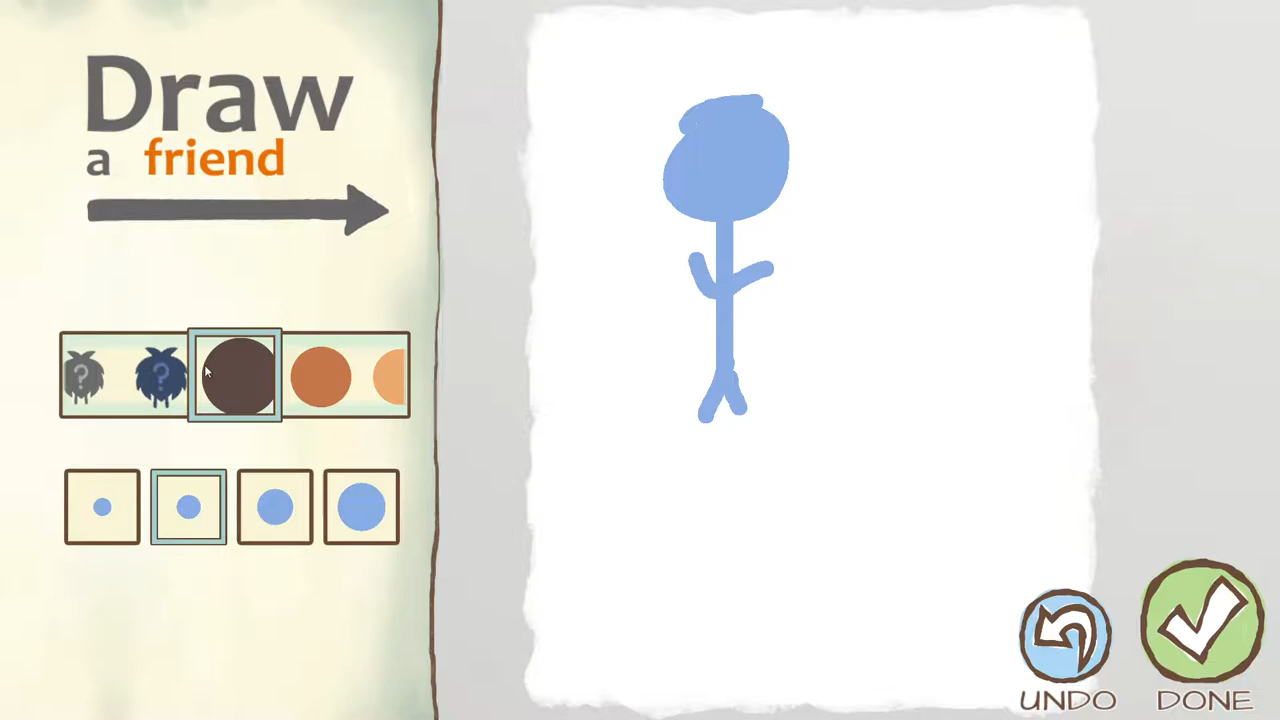 Draw
a friend
?
?
UNDO
DONE